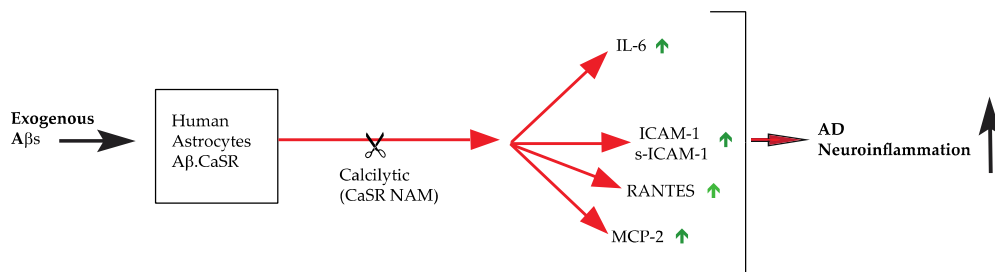 Exogenous
Aβs
Human
Astrocytes
Aβ.CaSR
Calcilytic
(CaSR NAM)
IL-6
ICAM-1
s-ICAM-1
RANTES
MCP-2
AD
Neuroinflammation